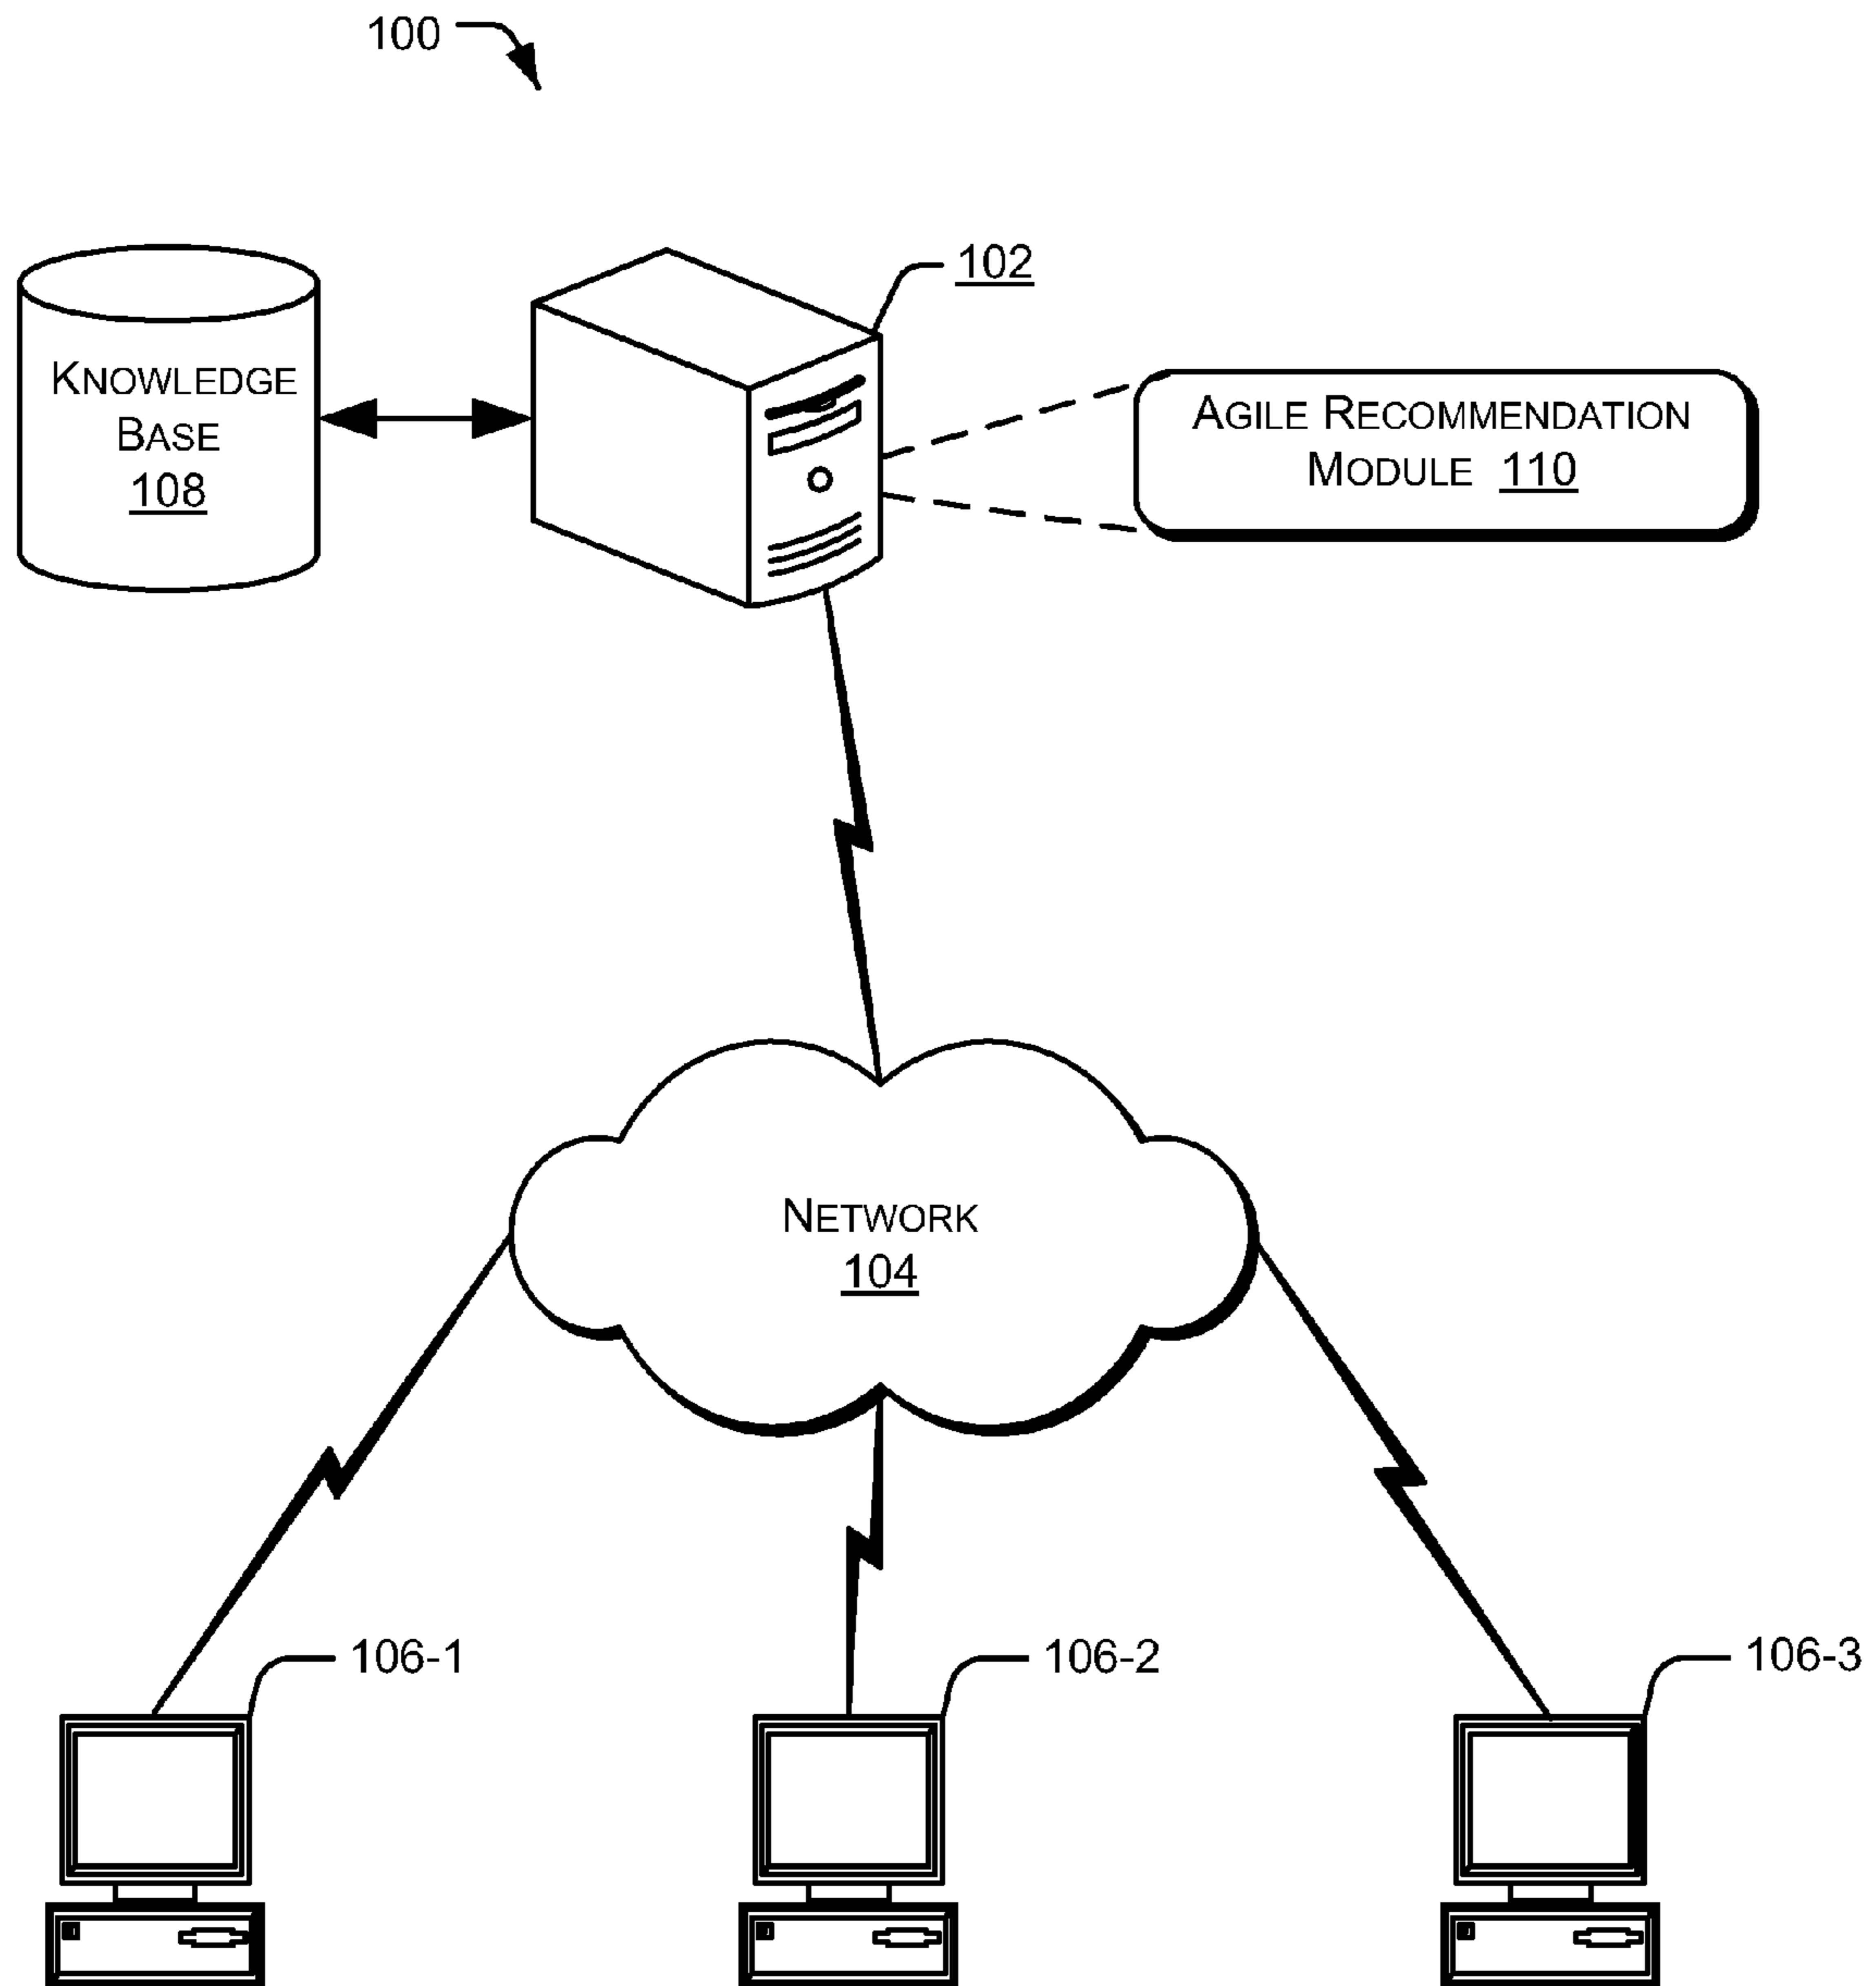 100
102
KNOWLEDGE
BASE
108
AGILE RECOMMENDATION
MODULE 110
NETWORK
104
106-1
106-2
106-3